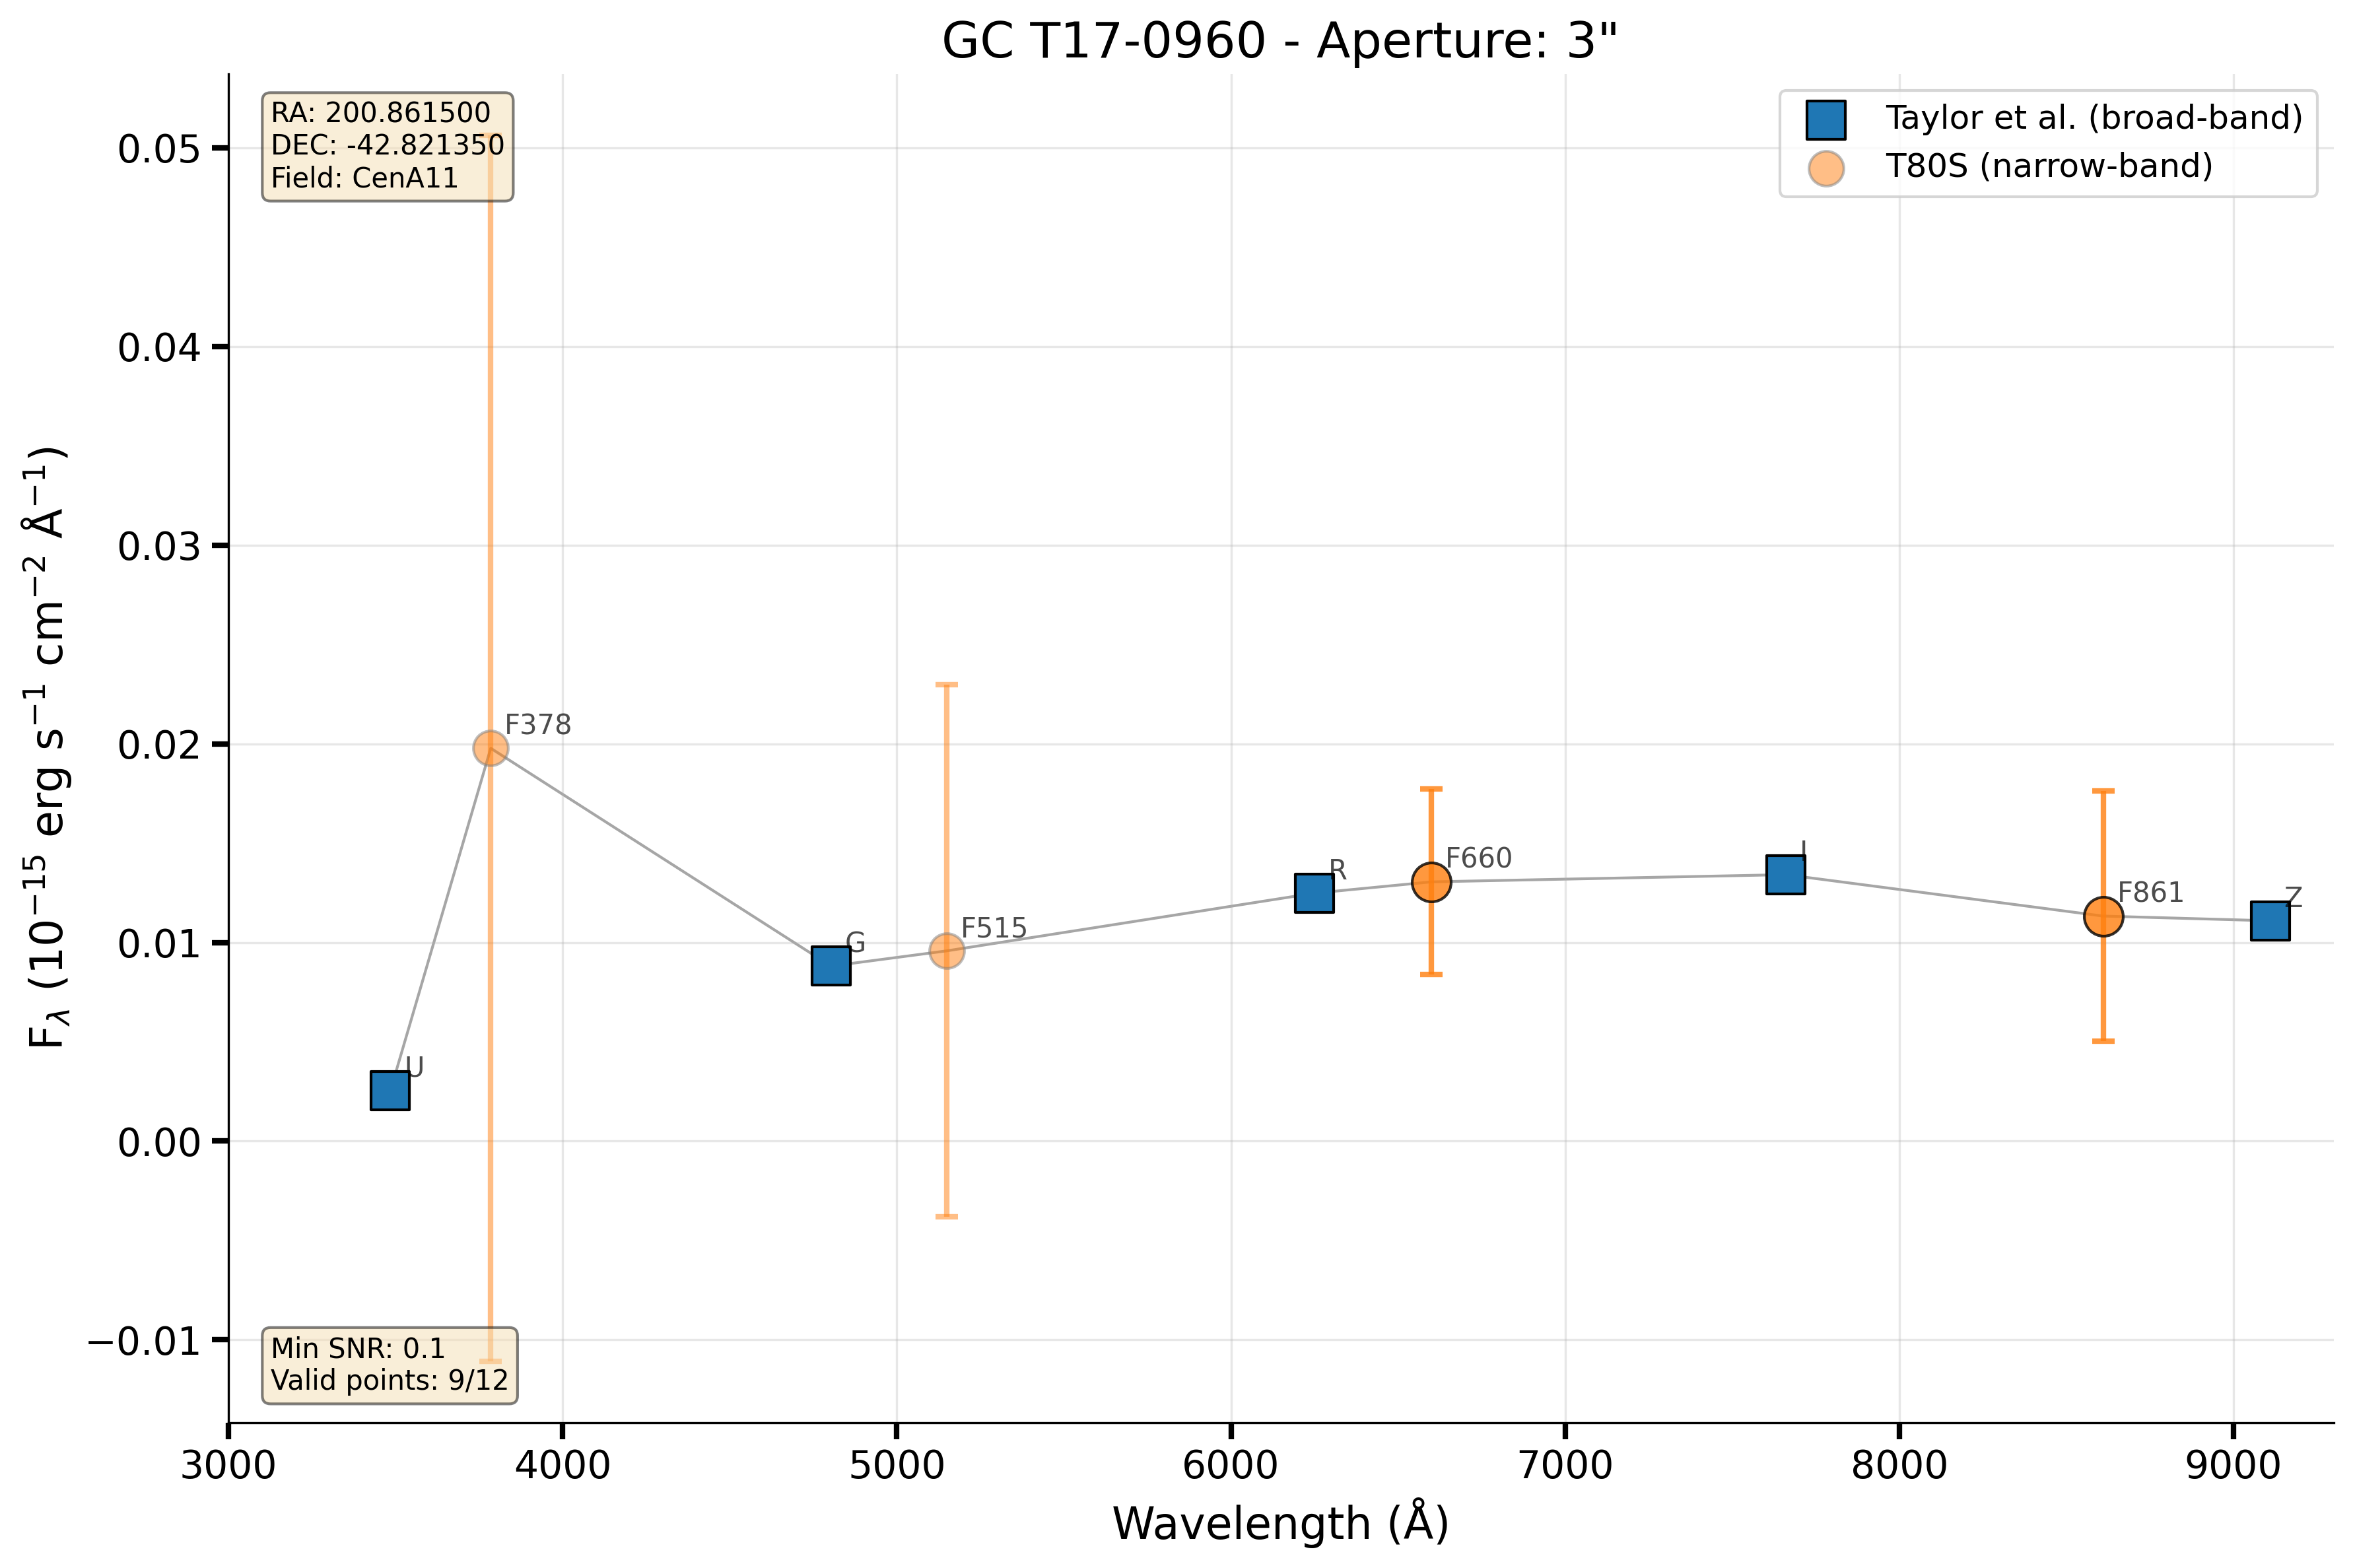 GC T17-0960 - Aperture: 3"
RA: 200.861500
DEC: -42.821350
Field: CenA11
Taylor et al. (broad-band)
T80S (narrow-band)
0.05
0.04
0.03
0.02
0.01
0.00
−0.01
F_λ (10⁻¹⁵ erg s⁻¹ cm⁻² Å⁻¹)
U
F378
G
F515
R
F660
I
F861
Z
Min SNR: 0.1
Valid points: 9/12
3000 4000 5000 6000 7000 8000 9000
Wavelength (Å)